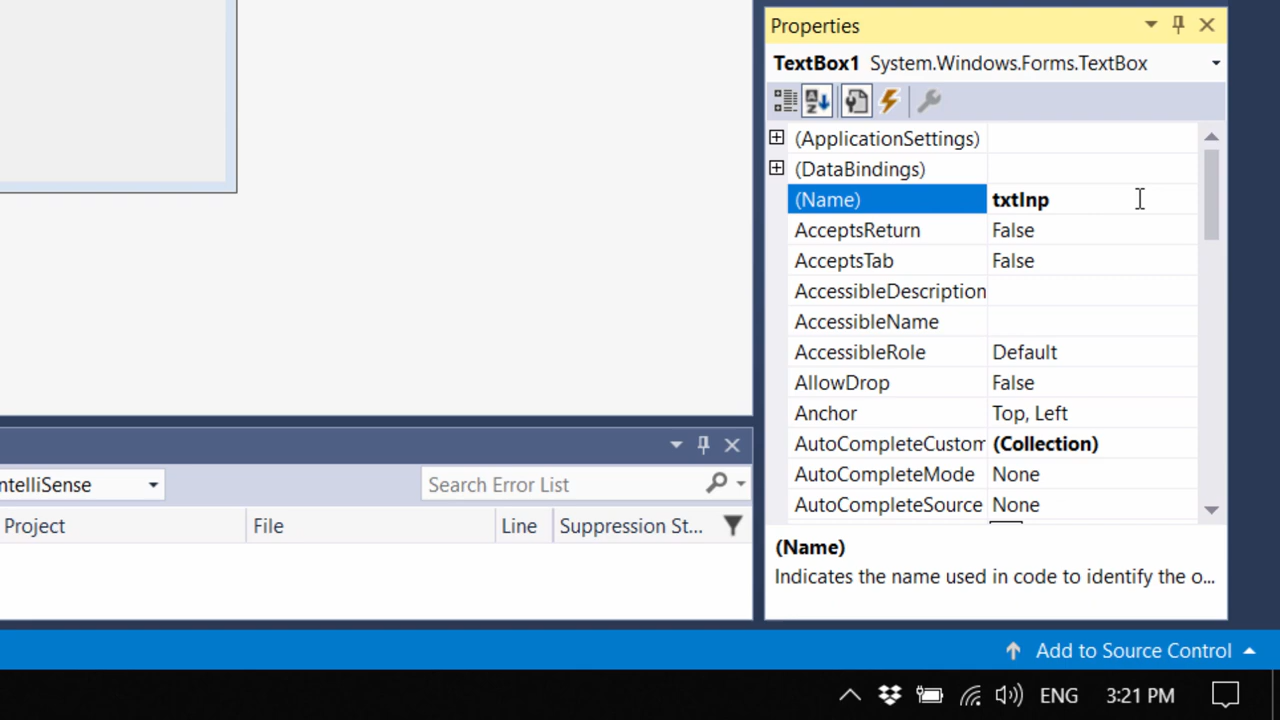 Properties
TextBox1 System.Windows.Forms.TextBox
(ApplicationSettings)
(DataBindings)
(Name) txtInp
AcceptsReturn False
AcceptsTab False
AccessibleDescription
AccessibleName
AccessibleRole Default
AllowDrop False
Anchor Top, Left
AutoCompleteCustom (Collection)
AutoCompleteMode None
AutoCompleteSource None
(Name)
Indicates the name used in code to identify the o...
ntelliSense
Search Error List
Project File Line Suppression St...
Add to Source Control
ENG 3:21 PM